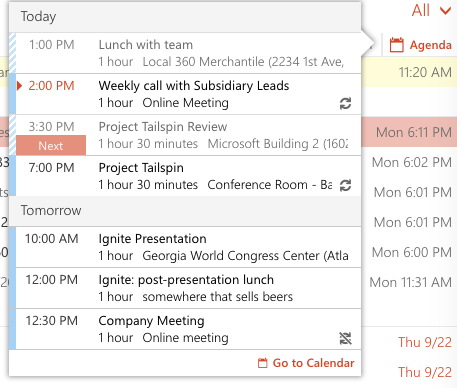 All
Agenda
Today
1:00 PM Lunch with team
1 hour Local 360 Merchantile (2234 1st Ave,
11:20 AM
2:00 PM Weekly call with Subsidiary Leads
1 hour Online Meeting
3:30 PM Project Tailspin Review
Mon 6:11 PM
Next 1 hour 30 minutes Microsoft Building 2 (1602
Mon 6:02 PM
7:00 PM Project Tailspin
1 hour 30 minutes Conference Room - Ba
Mon 6:01 PM
Tomorrow
Mon 6:01 PM
10:00 AM Ignite Presentation
1 hour Georgia World Congress Center (Atla
Mon 6:00 PM
12:00 PM Ignite: post-presentation lunch
Mon 11:31 AM
1 hour somewhere that sells beers
12:30 PM Company Meeting
1 hour Online meeting
Thu 9/22
Go to Calendar
Thu 9/22